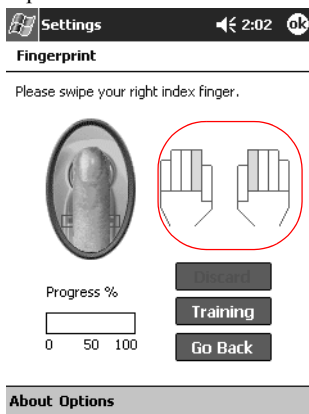 Settings 2:02 ok
Fingerprint
Please swipe your right index finger.
Discard
Progress %
Training
0 50 100
Go Back
About Options